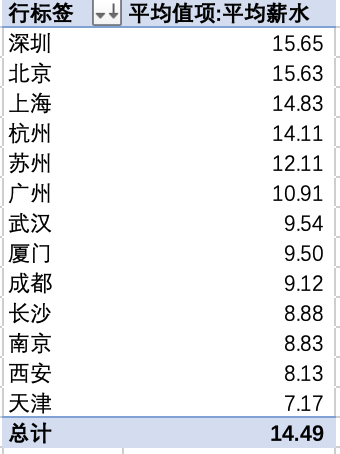 行标签 平均值项:平均薪水
深圳 15.65
北京 15.63
上海 14.83
杭州 14.11
苏州 12.11
广州 10.91
武汉 9.54
厦门 9.50
成都 9.12
长沙 8.88
南京 8.83
西安 8.13
天津 7.17
总计 14.49